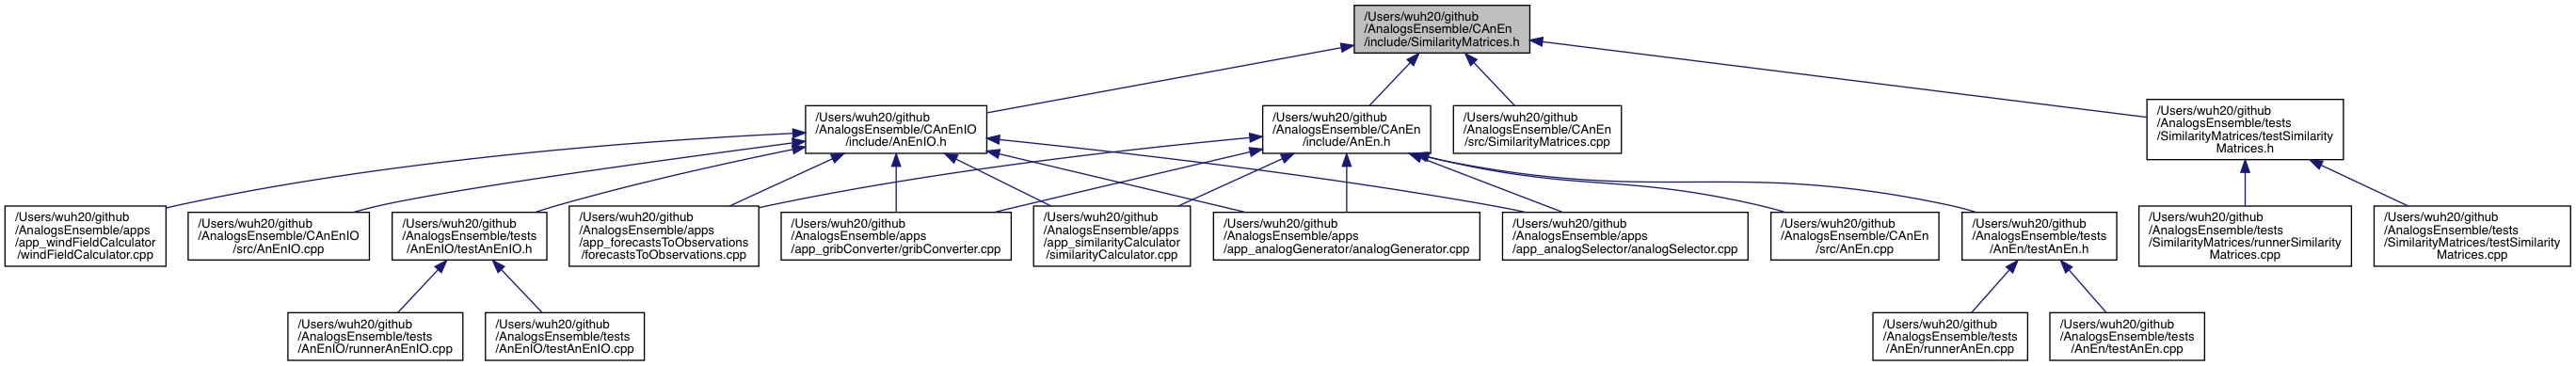 /Users/wuh20/github
/AnalogsEnsemble/CAnEn
/include/SimilarityMatrices.h
/Users/wuh20/github
/AnalogsEnsemble/CAnEnIO
/include/AnEnIO.h
/Users/wuh20/github
/AnalogsEnsemble/CAnEn
/include/AnEn.h
/Users/wuh20/github
/AnalogsEnsemble/CAnEn
/src/SimilarityMatrices.cpp
/Users/wuh20/github
/AnalogsEnsemble/tests
/SimilarityMatrices/testSimilarity
Matrices.h
/Users/wuh20/github
/AnalogsEnsemble/apps
/app_windFieldCalculator
/windFieldCalculator.cpp
/Users/wuh20/github
/AnalogsEnsemble/CAnEnIO
/src/AnEnIO.cpp
/Users/wuh20/github
/AnalogsEnsemble/tests
/AnEnIO/testAnEnIO.h
/Users/wuh20/github
/AnalogsEnsemble/apps
/app_forecastsToObservations
/forecastsToObservations.cpp
/Users/wuh20/github
/AnalogsEnsemble/apps
/app_gribConverter/gribConverter.cpp
/Users/wuh20/github
/AnalogsEnsemble/apps
/app_similarityCalculator
/similarityCalculator.cpp
/Users/wuh20/github
/AnalogsEnsemble/apps
/app_analogGenerator/analogGenerator.cpp
/Users/wuh20/github
/AnalogsEnsemble/apps
/app_analogSelector/analogSelector.cpp
/Users/wuh20/github
/AnalogsEnsemble/CAnEn
/src/AnEn.cpp
/Users/wuh20/github
/AnalogsEnsemble/tests
/AnEn/testAnEn.h
/Users/wuh20/github
/AnalogsEnsemble/tests
/SimilarityMatrices/runnerSimilarity
Matrices.cpp
/Users/wuh20/github
/AnalogsEnsemble/tests
/SimilarityMatrices/testSimilarity
Matrices.cpp
/Users/wuh20/github
/AnalogsEnsemble/tests
/AnEnIO/runnerAnEnIO.cpp
/Users/wuh20/github
/AnalogsEnsemble/tests
/AnEnIO/testAnEnIO.cpp
/Users/wuh20/github
/AnalogsEnsemble/tests
/AnEn/runnerAnEn.cpp
/Users/wuh20/github
/AnalogsEnsemble/tests
/AnEn/testAnEn.cpp